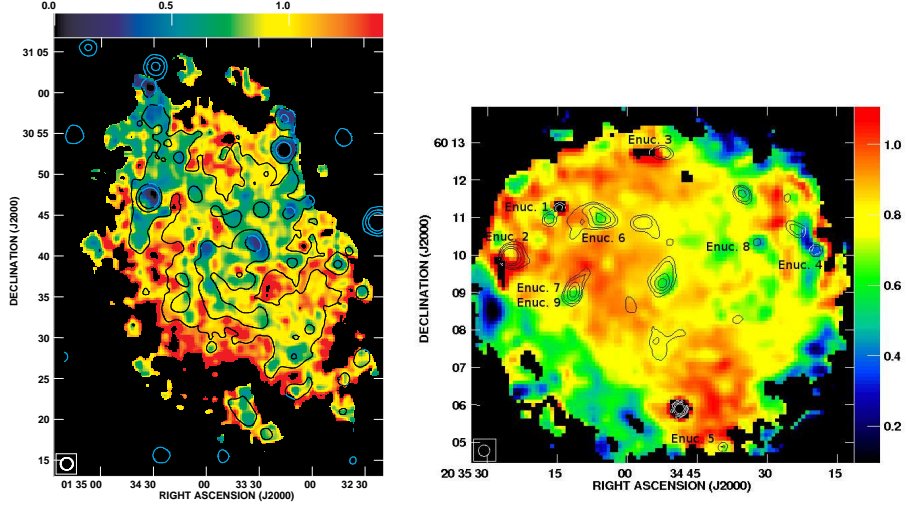 0.0 0.5 1.0
31 05
00
30 55
50
45
40
35
30
25
20
15
DECLINATION (J2000)
01 35 00 34 30 00 33 30 00 32 30
RIGHT ASCENSION (J2000)
60 13
12
11
10
09
08
07
06
05
DECLINATION (J2000)
Enuc. 3
Enuc. 1
Enuc. 2
Enuc. 6
Enuc. 8
Enuc. 4
Enuc. 7
Enuc. 9
Enuc. 5
20 35 30 15 00 34 45 30 15
RIGHT ASCENSION (J2000)
1.0
0.8
0.6
0.4
0.2